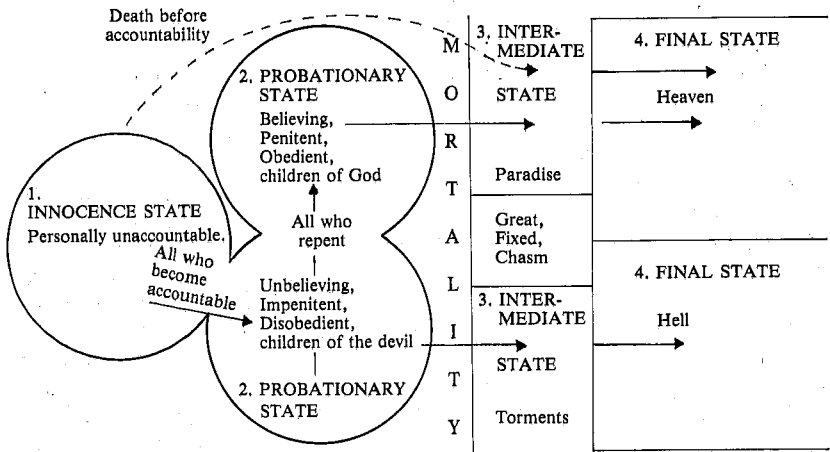 Death before
accountability
1.
INNOCENCE STATE
Personally unaccountable.
All who
become
accountable
2. PROBATIONARY
STATE
Believing,
Penitent,
Obedient,
children of God
All who
repent
Unbelieving,
Impenitent,
Disobedient,
children of the devil
2. PROBATIONARY
STATE
M
O
R
T
A
L
I
T
Y
3. INTER-
MEDIATE
STATE
Paradise
Great,
Fixed,
Chasm
3. INTER-
MEDIATE
STATE
Torments
4. FINAL STATE
Heaven
4. FINAL STATE
Hell